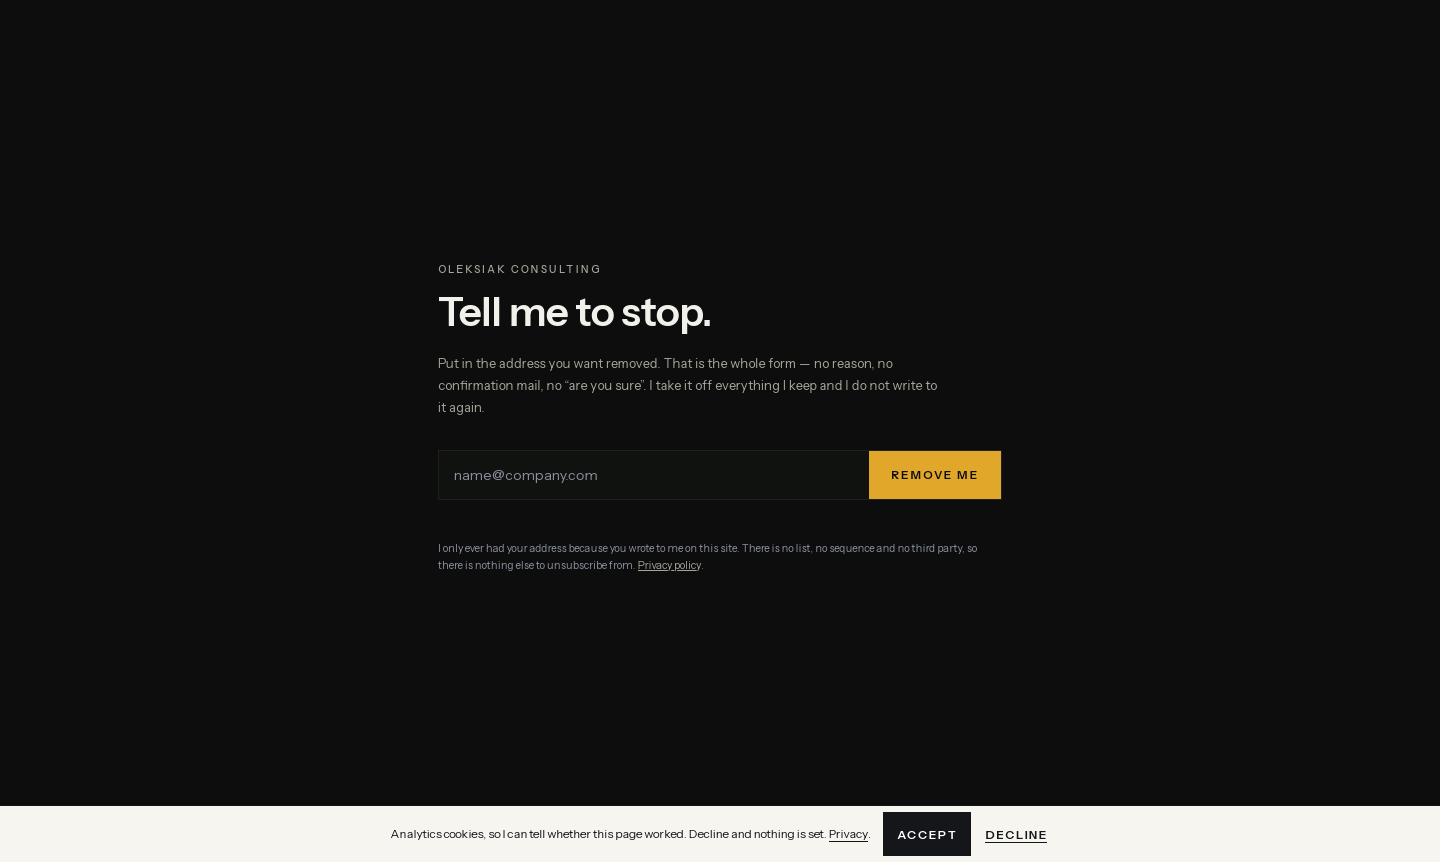 OLEKSIAK CONSULTING
Tell me to stop.
Put in the address you want removed. That is the whole form — no reason, no
confirmation mail, no “are you sure”. I take it off everything I keep and I do not write to
it again.
name@company.com
REMOVE ME
I only ever had your address because you wrote to me on this site. There is no list, no sequence and no third party, so
there is nothing else to unsubscribe from. Privacy policy.
Analytics cookies, so I can tell whether this page worked. Decline and nothing is set. Privacy.
ACCEPT
DECLINE